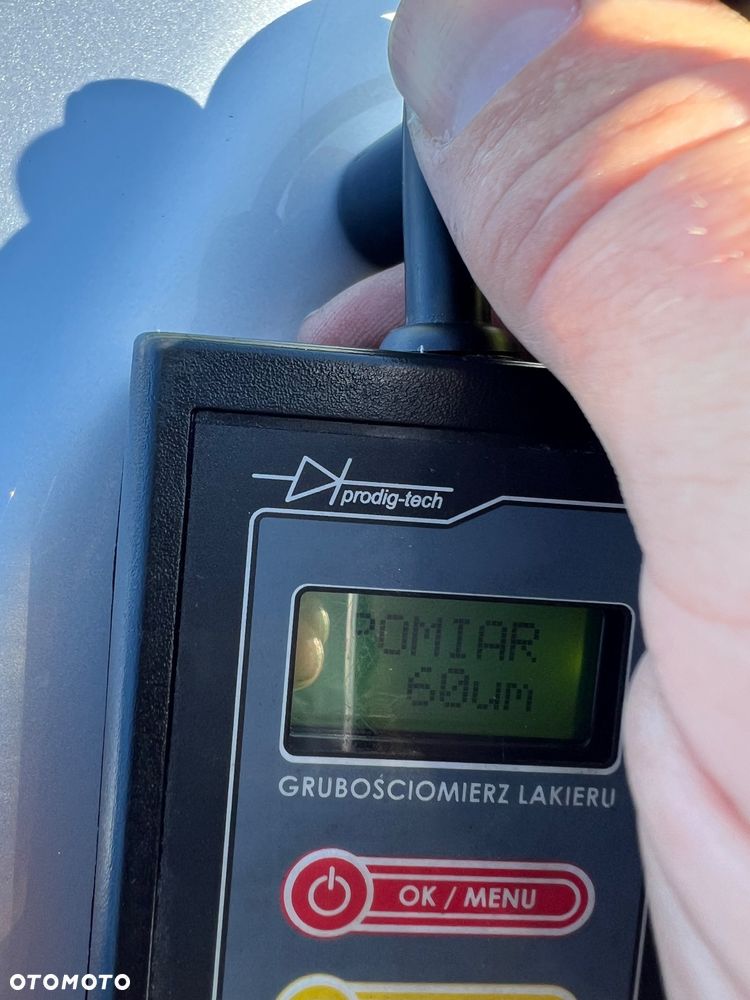 prodig-tech
POMIAR
60um
GRUBOŚCIOMIERZ LAKIERU
OK / MENU
OTOMOTO